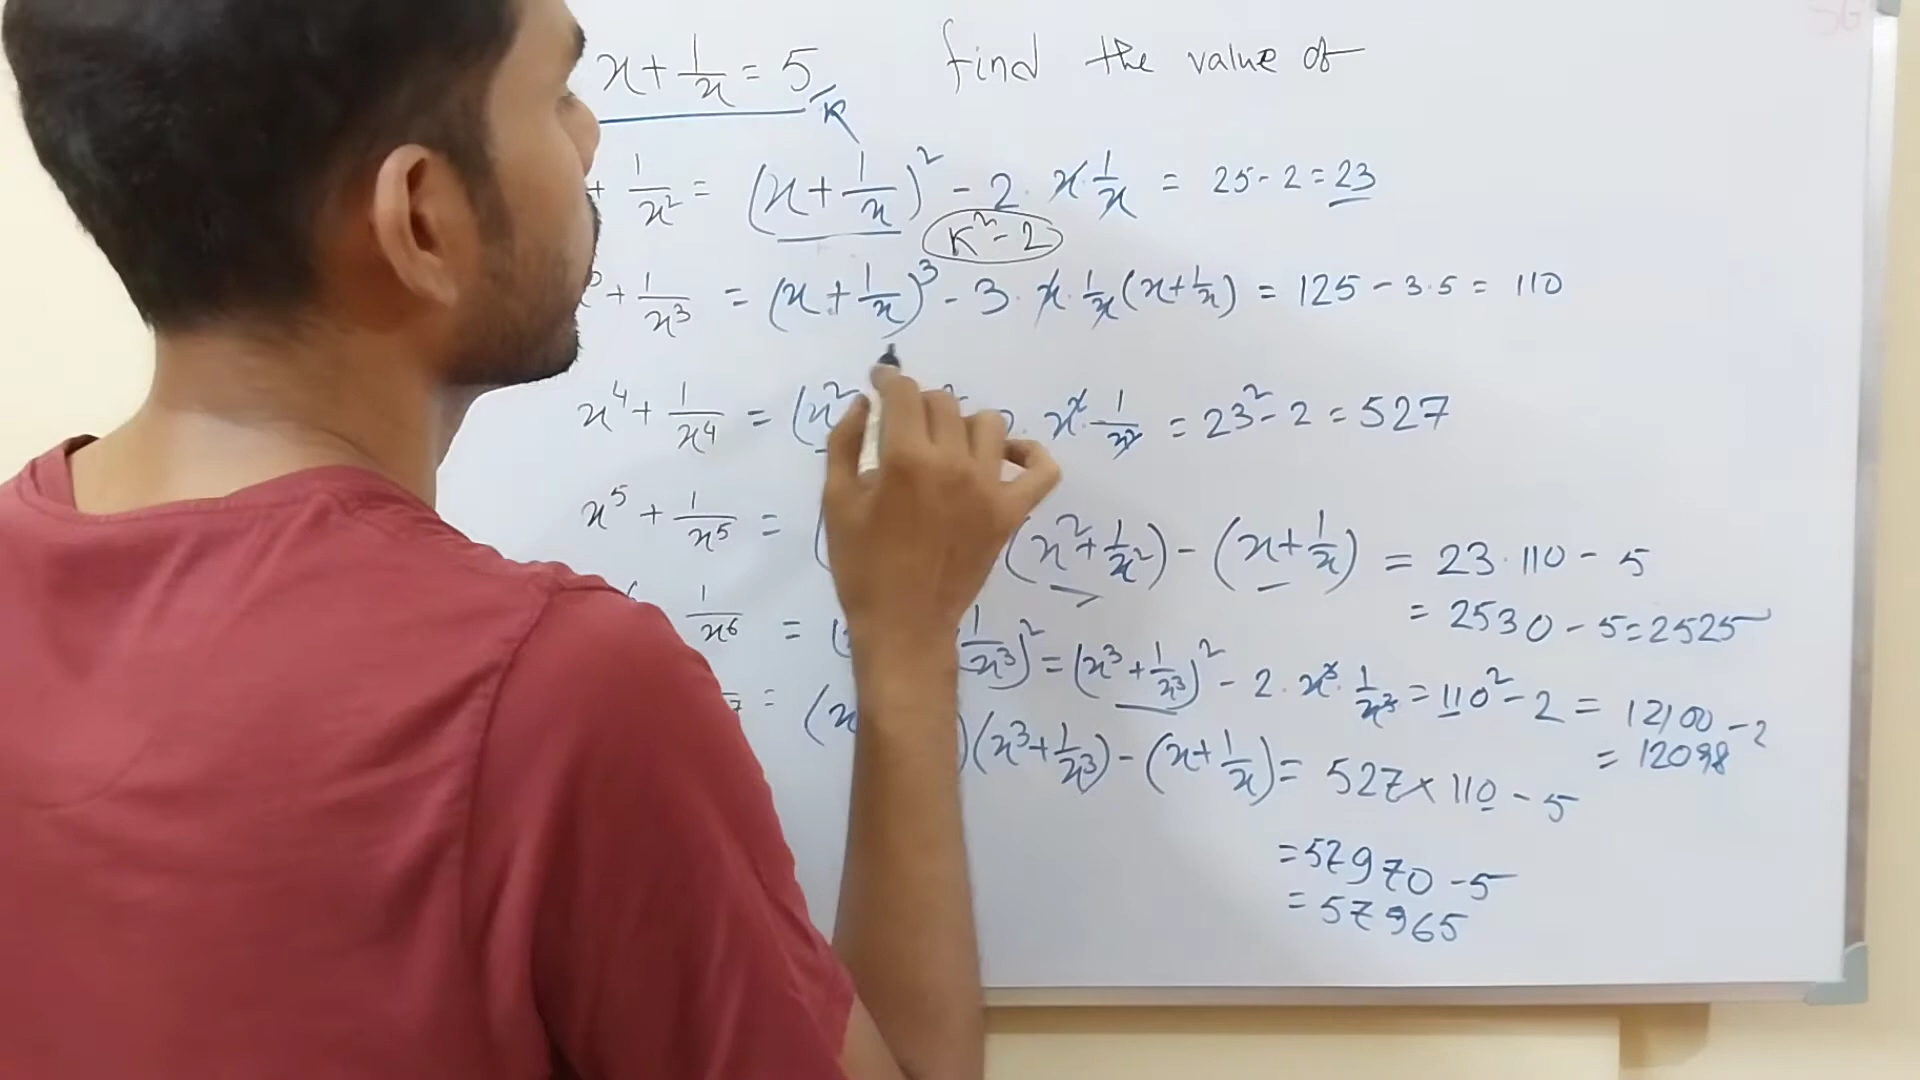 x + 1/x = 5 find the value of
K
+ 1/x² = (x + 1/x)² - 2 · x · 1/x = 25 - 2 = 23
K² - 2
+ 1/x³ = (x + 1/x)³ - 3 · x · 1/x (x + 1/x) = 125 - 3·5 = 110
x⁴ + 1/x⁴ = (x² · x² · 1/x² = 23² - 2 = 527
x⁵ + 1/x⁵ = ( (x² + 1/x²) - (x + 1/x) = 23 · 110 - 5
= 2530 - 5 = 2525
1/x⁶ = ( 1/x³)² = (x³ + 1/x³)² - 2 · x³ · 1/x³ = 110² - 2 = 12100 - 2
= 12098
= (x )(x³ + 1/x³) - (x + 1/x) = 527 × 110 - 5
= 57970 - 5
= 57965